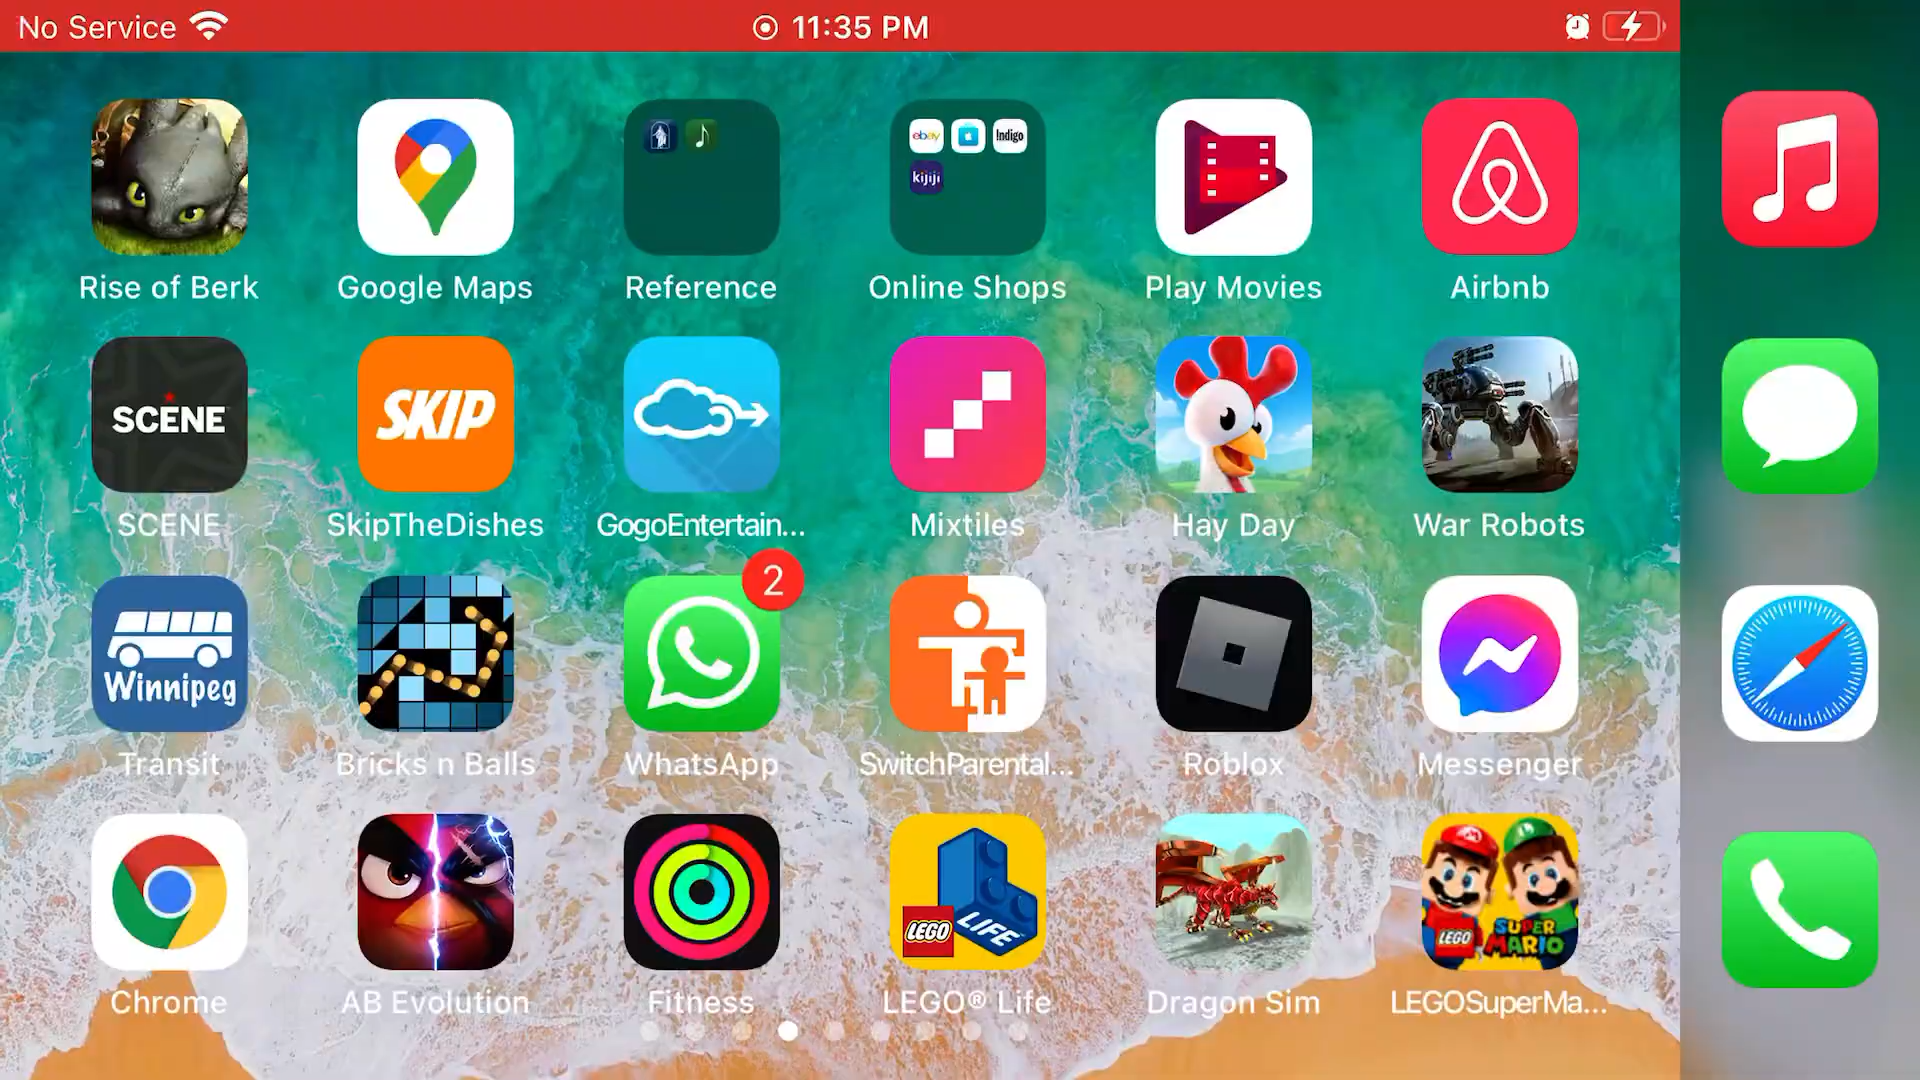 No Service
11:35 PM
ebay
!ndigo
kijiji
Rise of Berk
Google Maps
Reference
Online Shops
Play Movies
Airbnb
SCENE
SKIP
SCENE
SkipTheDishes
GogoEntertain...
Mixtiles
Hay Day
War Robots
Winnipeg
2
Transit
Bricks n Balls
WhatsApp
SwitchParental...
Roblox
Messenger
LEGO
LIFE
LEGO
SUPER
MARIO
Chrome
AB Evolution
Fitness
LEGO® Life
Dragon Sim
LEGOSuperMa...